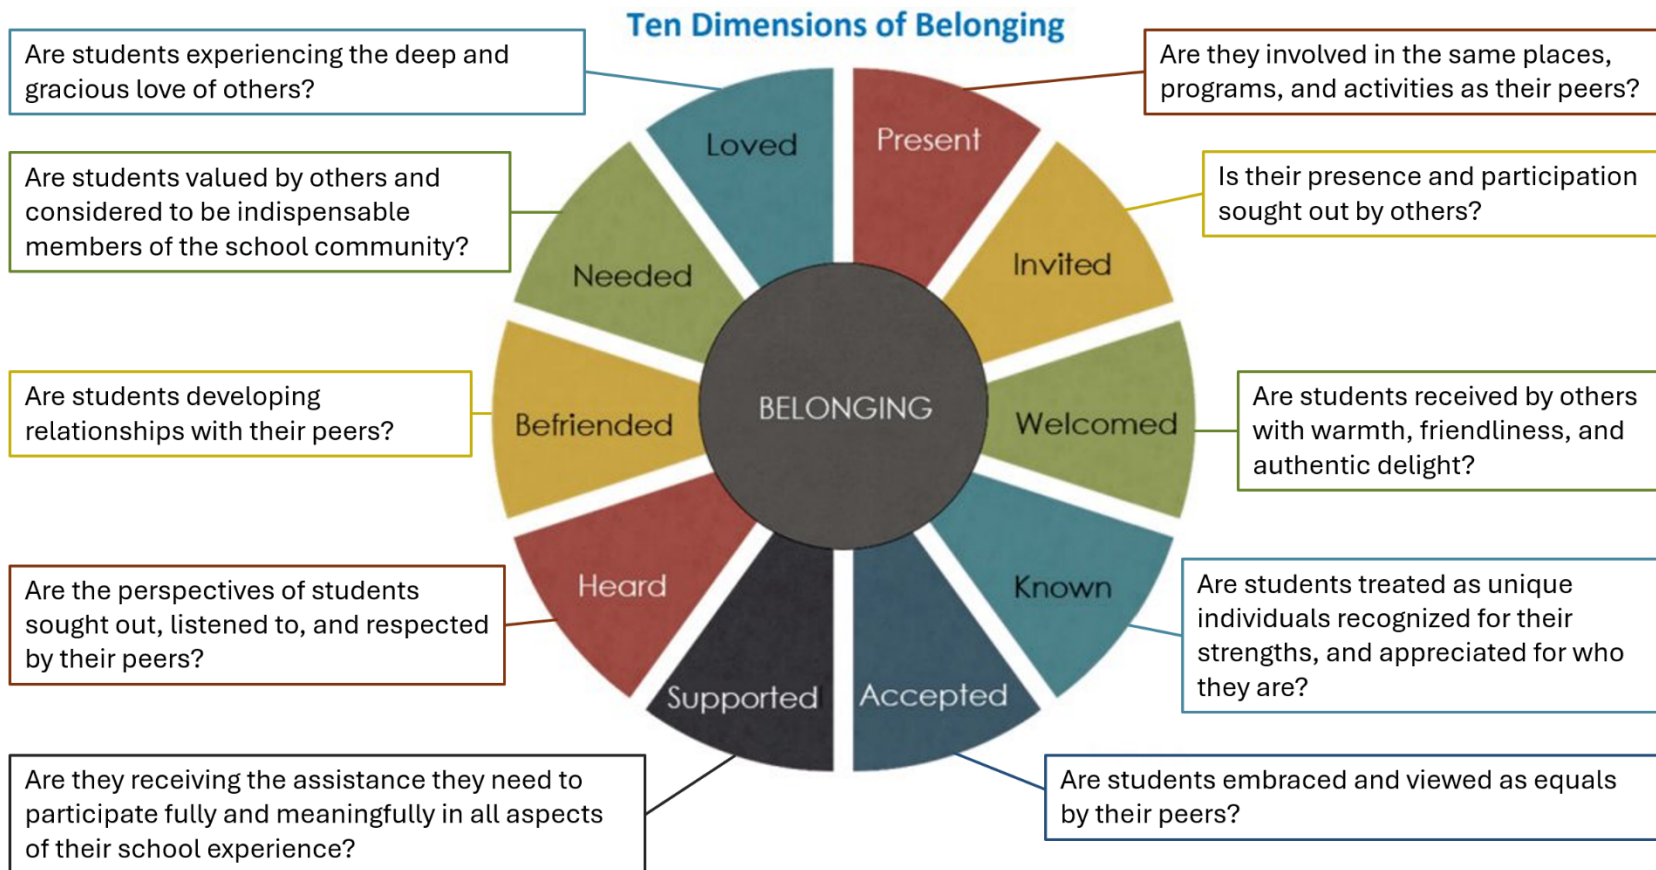 Ten Dimensions of Belonging
Are students experiencing the deep and
gracious love of others?
Are they involved in the same places,
programs, and activities as their peers?
Loved
Present
Are students valued by others and
considered to be indispensable
members of the school community?
Is their presence and participation
sought out by others?
Needed
Invited
Are students developing
relationships with their peers?
Befriended
BELONGING
Welcomed
Are students received by others
with warmth, friendliness, and
authentic delight?
Are the perspectives of students
sought out, listened to, and respected
by their peers?
Heard
Known
Are students treated as unique
individuals recognized for their
strengths, and appreciated for who
they are?
Supported
Accepted
Are they receiving the assistance they need to
participate fully and meaningfully in all aspects
of their school experience?
Are students embraced and viewed as equals
by their peers?